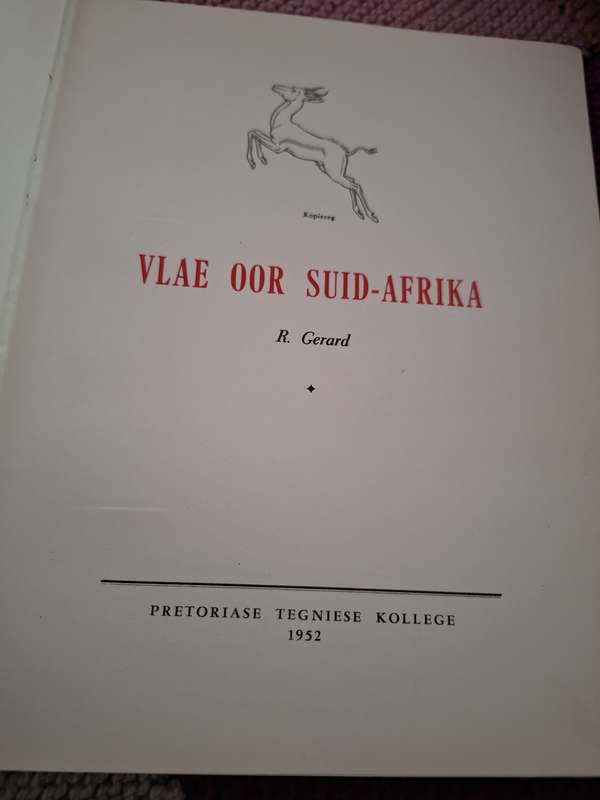 Kopiereg
VLAE OOR SUID-AFRIKA
R. Gerard
PRETORIASE TEGNIESE KOLLEGE
1952